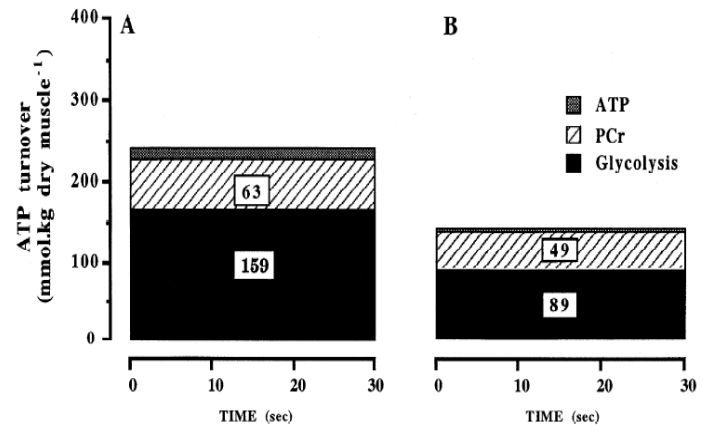 A
B
400
300
200
100
0
ATP turnover
(mmol.kg dry muscle⁻¹)
ATP
PCr
Glycolysis
63
159
49
89
0 10 20 30
TIME (sec)
0 10 20 30
TIME (sec)